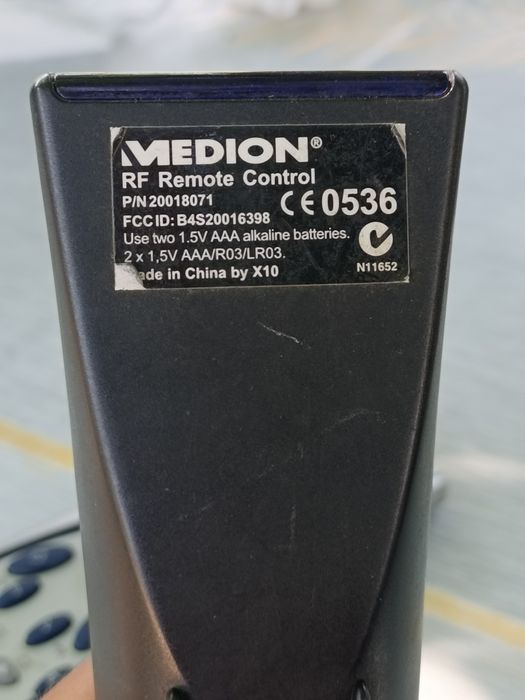 MEDION®
RF Remote Control
P/N 20018071
FCC ID: B4S20016398
CE 0536
Use two 1.5V AAA alkaline batteries.
2 x 1,5V AAA/R03/LR03.
N11652
ade in China by X10